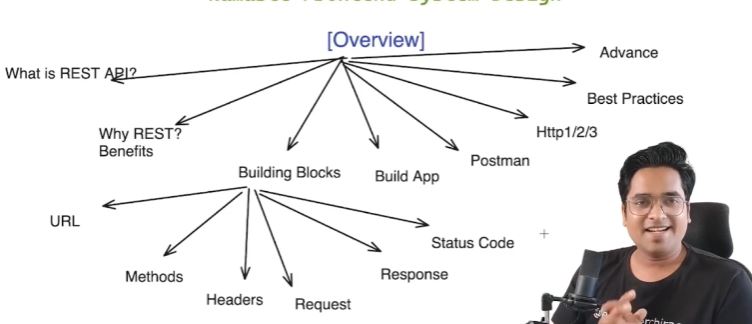 [Overview]
Advance
What is REST API?
Best Practices
Why REST?
Benefits
Http1/2/3
Postman
Building Blocks
Build App
URL
Status Code
Methods
Response
Headers
Request